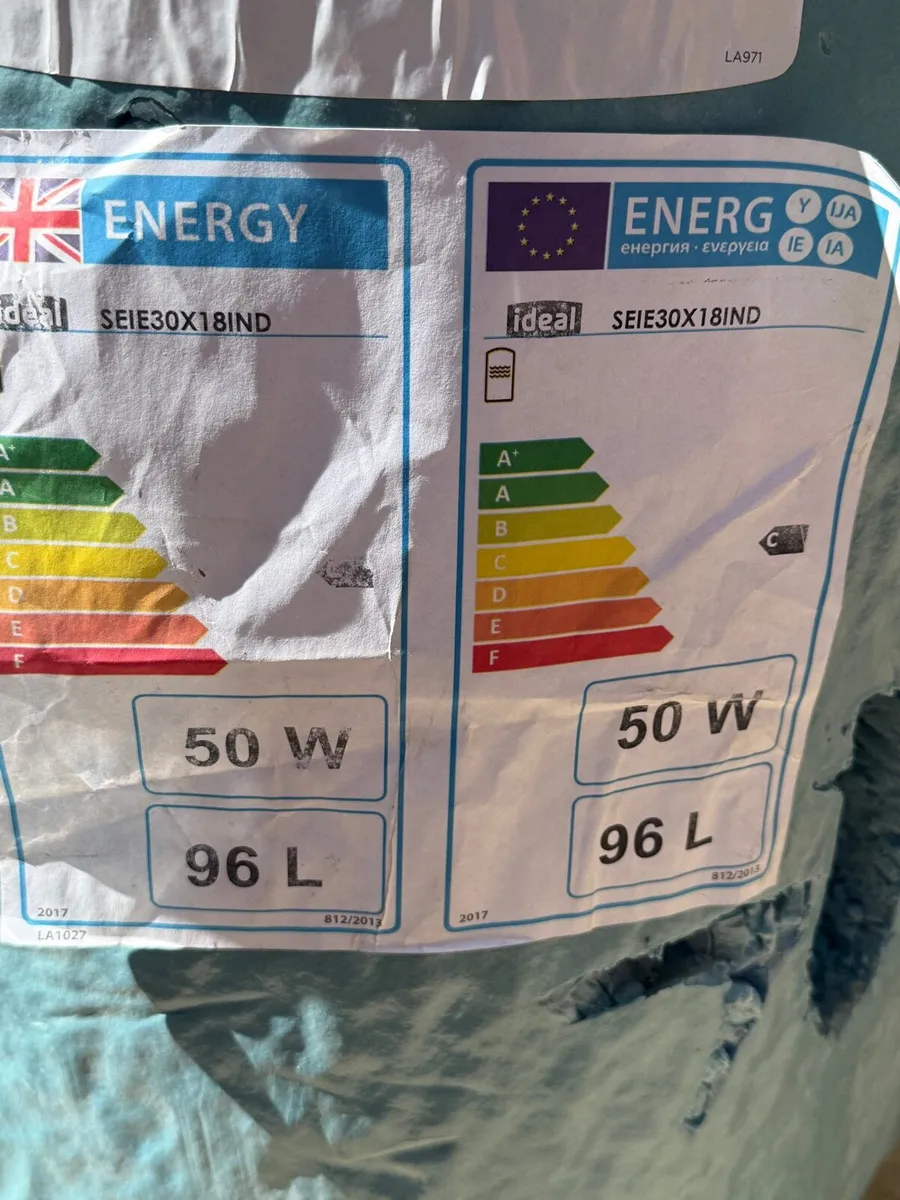 LA971
ENERGY
ideal SEIE30X18IND
A+
A
B
C
D
E
F
50 W
96 L
2017 812/2013
LA1027
ENERG Y IJA
енергия · ενεργεια IE IA
ideal SEIE30X18IND
A+
A
B
C
C
D
E
F
50 W
96 L
2017 812/2013